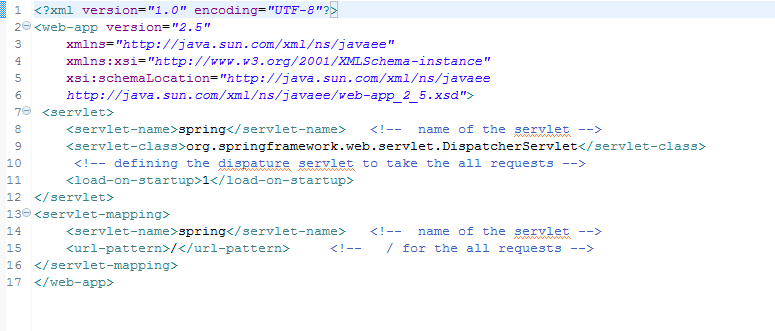 1 <?xml version="1.0" encoding="UTF-8"?>
2 <web-app version="2.5"
3 xmlns="http://java.sun.com/xml/ns/javaee"
4 xmlns:xsi="http://www.w3.org/2001/XMLSchema-instance"
5 xsi:schemaLocation="http://java.sun.com/xml/ns/javaee
6 http://java.sun.com/xml/ns/javaee/web-app_2_5.xsd">
7 <servlet>
8 <servlet-name>spring</servlet-name> <!-- name of the servlet -->
9 <servlet-class>org.springframework.web.servlet.DispatcherServlet</servlet-class>
10 <!-- defining the dispature servlet to take the all requests -->
11 <load-on-startup>1</load-on-startup>
12 </servlet>
13 <servlet-mapping>
14 <servlet-name>spring</servlet-name> <!-- name of the servlet -->
15 <url-pattern>/</url-pattern> <!-- / for the all requests -->
16 </servlet-mapping>
17 </web-app>